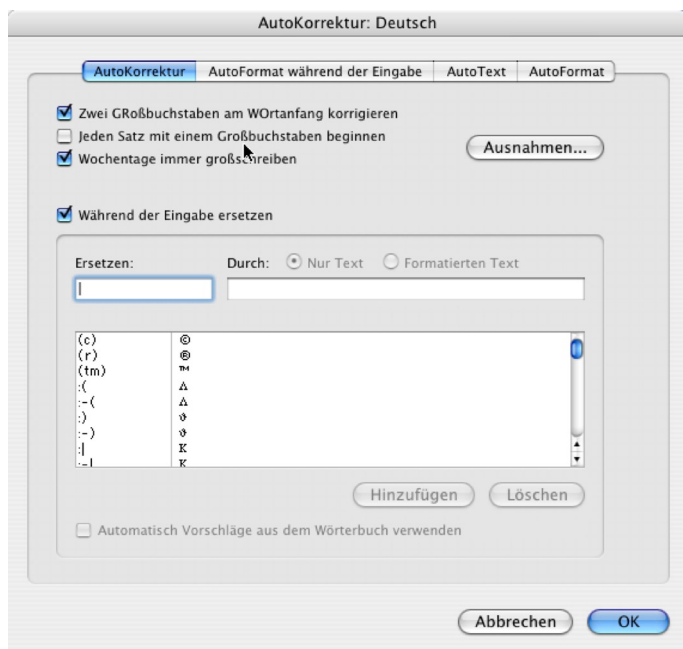 AutoKorrektur: Deutsch
AutoKorrektur AutoFormat während der Eingabe AutoText AutoFormat
Zwei GRoßbuchstaben am WOrtanfang korrigieren
Jeden Satz mit einem Großbuchstaben beginnen
Ausnahmen...
Wochentage immer großschreiben
Während der Eingabe ersetzen
Ersetzen: Durch: Nur Text Formatierten Text
(c) ©
(r) ®
(tm) ™
:( Δ
:-( Δ
:) ϑ
:-) ϑ
:| K
:-| K
Hinzufügen Löschen
Automatisch Vorschläge aus dem Wörterbuch verwenden
Abbrechen OK